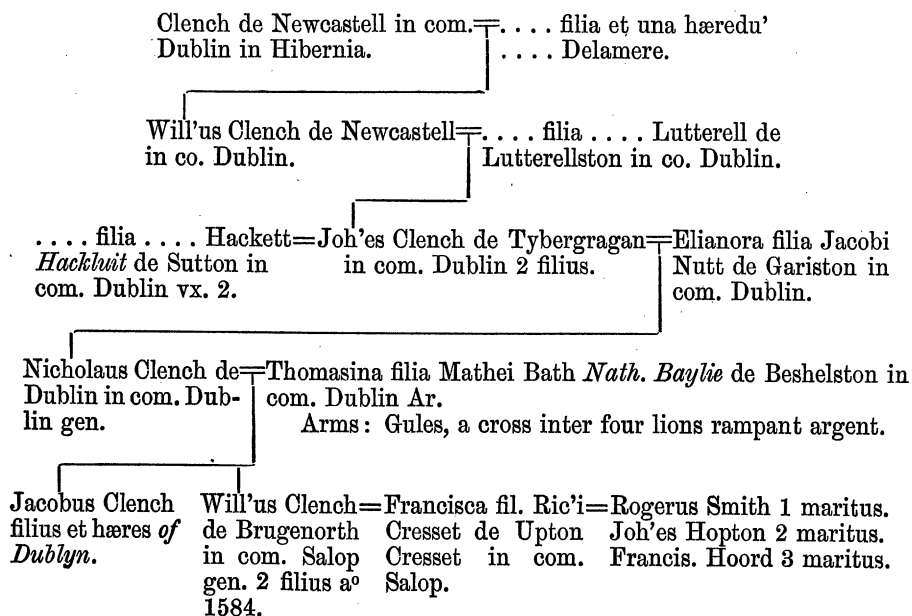 Clench de Newcastell in com.=. . . . filia et una hæredu'
Dublin in Hibernia. . . . . Delamere.
Will'us Clench de Newcastell=. . . . filia . . . . Lutterell de
in co. Dublin. Lutterellston in co. Dublin.
. . . . filia . . . . Hackett=Joh'es Clench de Tybergragan=Elianora filia Jacobi
Hackluit de Sutton in in com. Dublin 2 filius. Nutt de Gariston in
com. Dublin vx. 2. com. Dublin.
Nicholaus Clench de=Thomasina filia Mathei Bath Nath. Baylie de Beshelston in
Dublin in com. Dub- com. Dublin Ar.
lin gen. Arms: Gules, a cross inter four lions rampant argent.
Jacobus Clench Will'us Clench=Francisca fil. Ric'i=Rogerus Smith 1 maritus.
filius et hæres of de Brugenorth Cresset de Upton Joh'es Hopton 2 maritus.
Dublyn. in com. Salop Cresset in com. Francis. Hoord 3 maritus.
gen. 2 filius aº Salop.
1584.